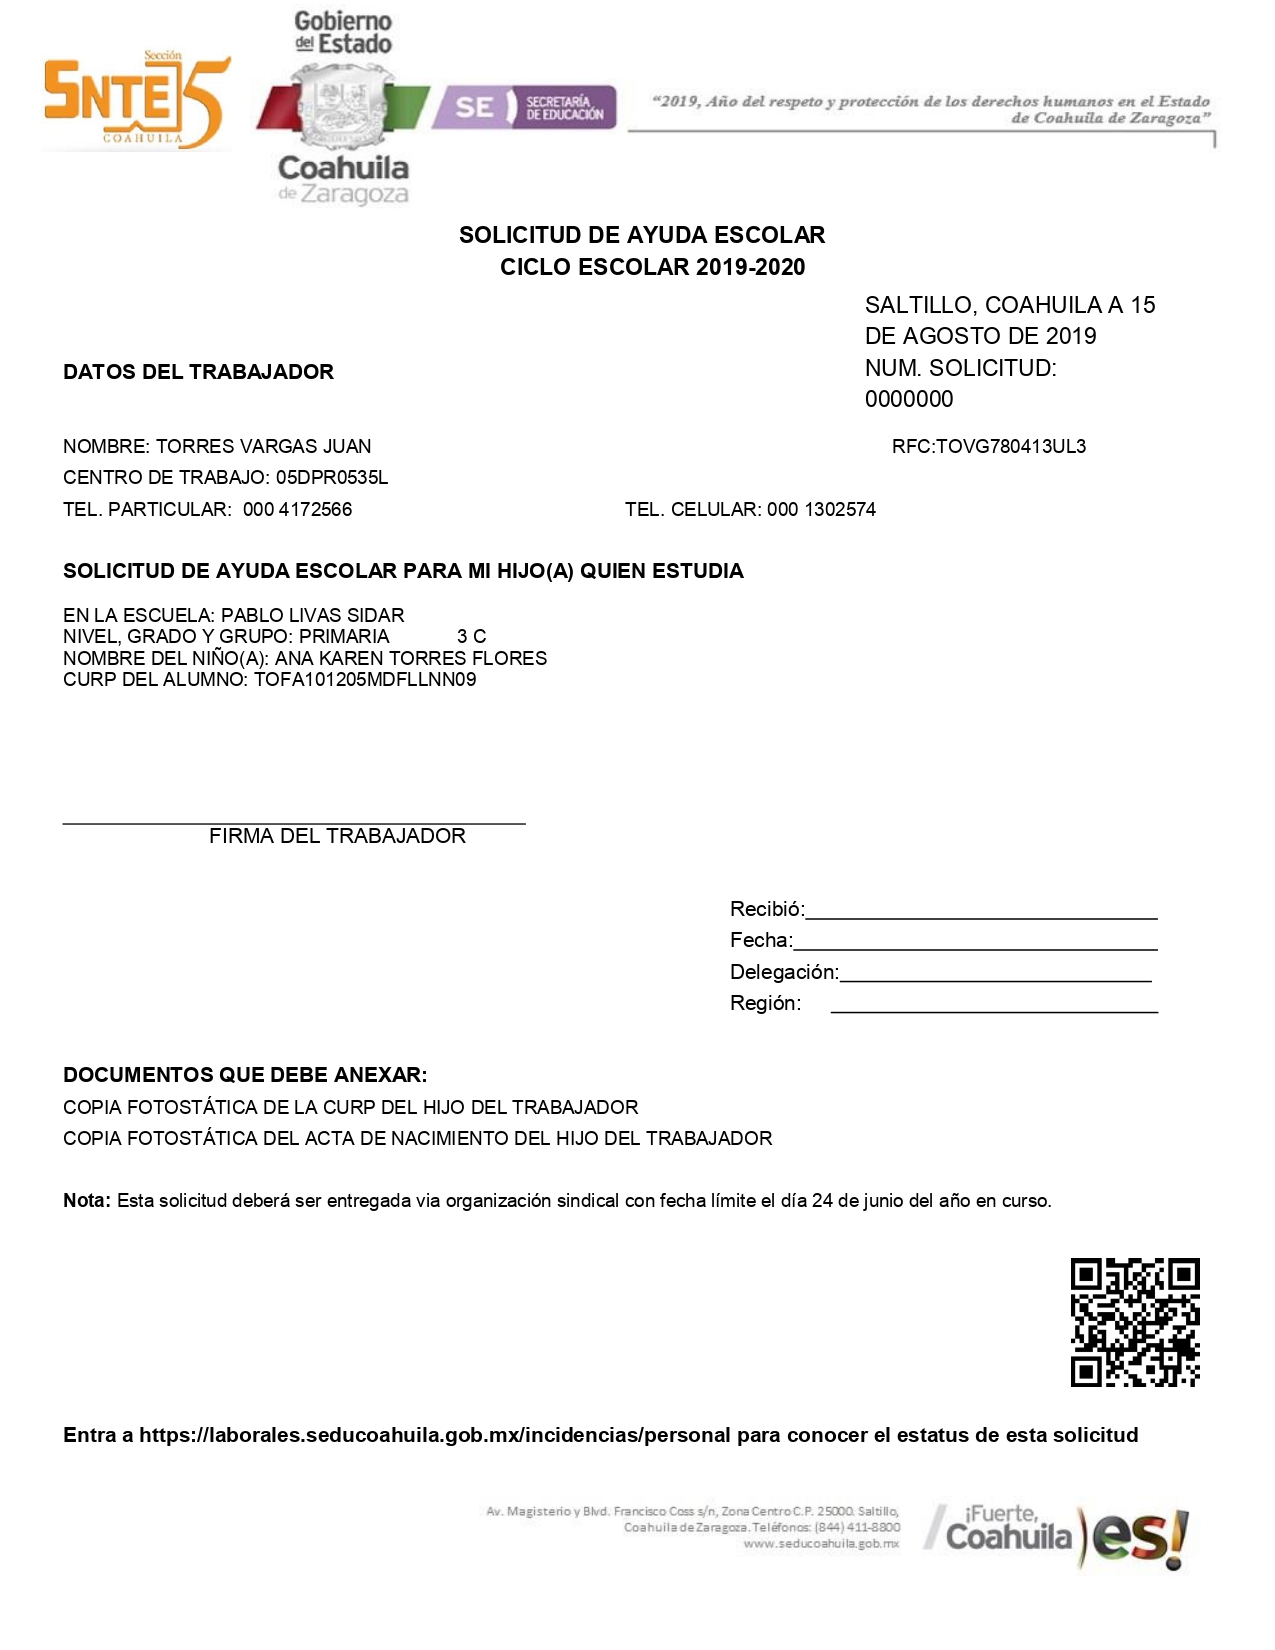 Sección
SNTE 5
COAHUILA
Gobierno
del Estado
Coahuila
de Zaragoza
SE
SECRETARÍA
DE EDUCACIÓN
“2019, Año del respeto y protección de los derechos humanos en el Estado
de Coahuila de Zaragoza”
SOLICITUD DE AYUDA ESCOLAR
CICLO ESCOLAR 2019-2020
SALTILLO, COAHUILA A 15
DE AGOSTO DE 2019
NUM. SOLICITUD:
0000000
DATOS DEL TRABAJADOR
NOMBRE: TORRES VARGAS JUAN RFC:TOVG780413UL3
CENTRO DE TRABAJO: 05DPR0535L
TEL. PARTICULAR: 000 4172566 TEL. CELULAR: 000 1302574
SOLICITUD DE AYUDA ESCOLAR PARA MI HIJO(A) QUIEN ESTUDIA
EN LA ESCUELA: PABLO LIVAS SIDAR
NIVEL, GRADO Y GRUPO: PRIMARIA 3 C
NOMBRE DEL NIÑO(A): ANA KAREN TORRES FLORES
CURP DEL ALUMNO: TOFA101205MDFLLNN09
FIRMA DEL TRABAJADOR
Recibió:
Fecha:
Delegación:
Región:
DOCUMENTOS QUE DEBE ANEXAR:
COPIA FOTOSTÁTICA DE LA CURP DEL HIJO DEL TRABAJADOR
COPIA FOTOSTÁTICA DEL ACTA DE NACIMIENTO DEL HIJO DEL TRABAJADOR
Nota: Esta solicitud deberá ser entregada via organización sindical con fecha límite el día 24 de junio del año en curso.
Entra a https://laborales.seducoahuila.gob.mx/incidencias/personal para conocer el estatus de esta solicitud
Av. Magisterio y Blvd. Francisco Coss s/n, Zona Centro C.P. 25000. Saltillo,
Coahuila de Zaragoza. Teléfonos: (844) 411-8800
www.seducoahuila.gob.mx
¡Fuerte,
Coahuila es!